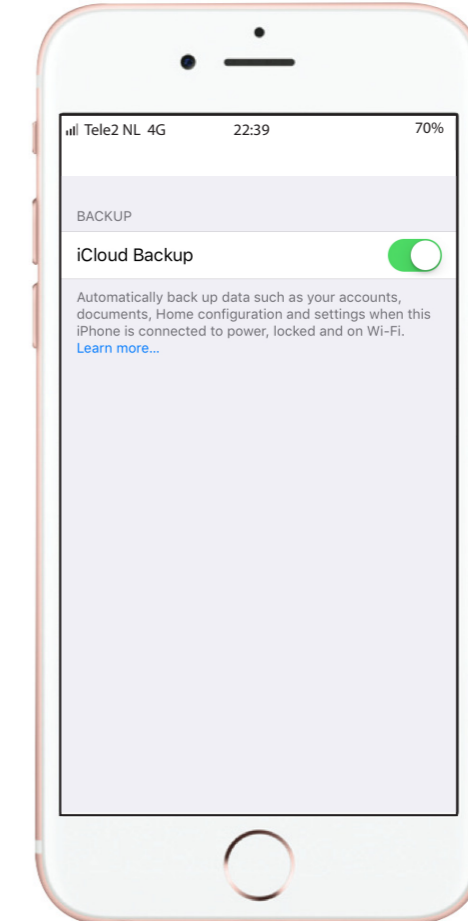 Tele2 NL 4G 22:39 70%
BACKUP
iCloud Backup
Automatically back up data such as your accounts,
documents, Home configuration and settings when this
iPhone is connected to power, locked and on Wi-Fi.
Learn more...